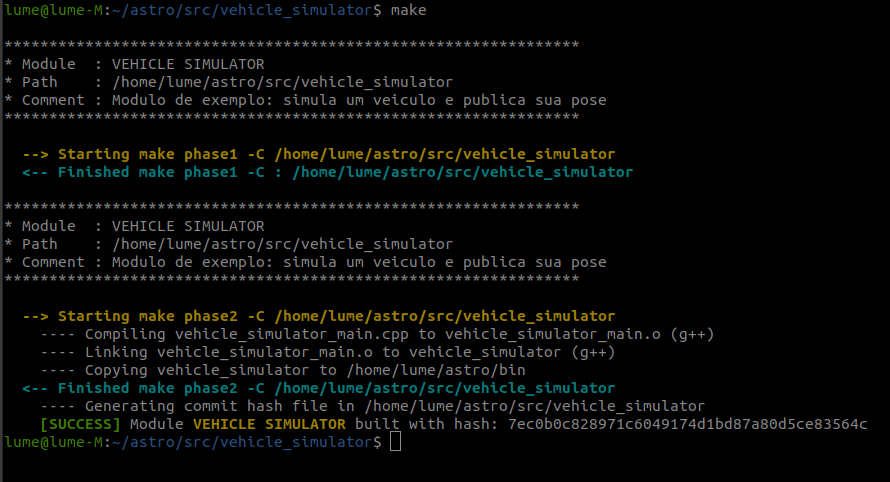 lume@lume-M:~/astro/src/vehicle_simulator$ make
****************************************************************
* Module  : VEHICLE SIMULATOR
* Path    : /home/lume/astro/src/vehicle_simulator
* Comment : Modulo de exemplo: simula um veiculo e publica sua pose
****************************************************************
--> Starting make phase1 -C /home/lume/astro/src/vehicle_simulator
<-- Finished make phase1 -C : /home/lume/astro/src/vehicle_simulator
****************************************************************
* Module  : VEHICLE SIMULATOR
* Path    : /home/lume/astro/src/vehicle_simulator
* Comment : Modulo de exemplo: simula um veiculo e publica sua pose
****************************************************************
--> Starting make phase2 -C /home/lume/astro/src/vehicle_simulator
---- Compiling vehicle_simulator_main.cpp to vehicle_simulator_main.o (g++)
---- Linking vehicle_simulator_main.o to vehicle_simulator (g++)
---- Copying vehicle_simulator to /home/lume/astro/bin
<-- Finished make phase2 -C /home/lume/astro/src/vehicle_simulator
---- Generating commit hash file in /home/lume/astro/src/vehicle_simulator
[SUCCESS] Module VEHICLE SIMULATOR built with hash: 7ec0b0c828971c6049174d1bd87a80d5ce83564c
lume@lume-M:~/astro/src/vehicle_simulator$